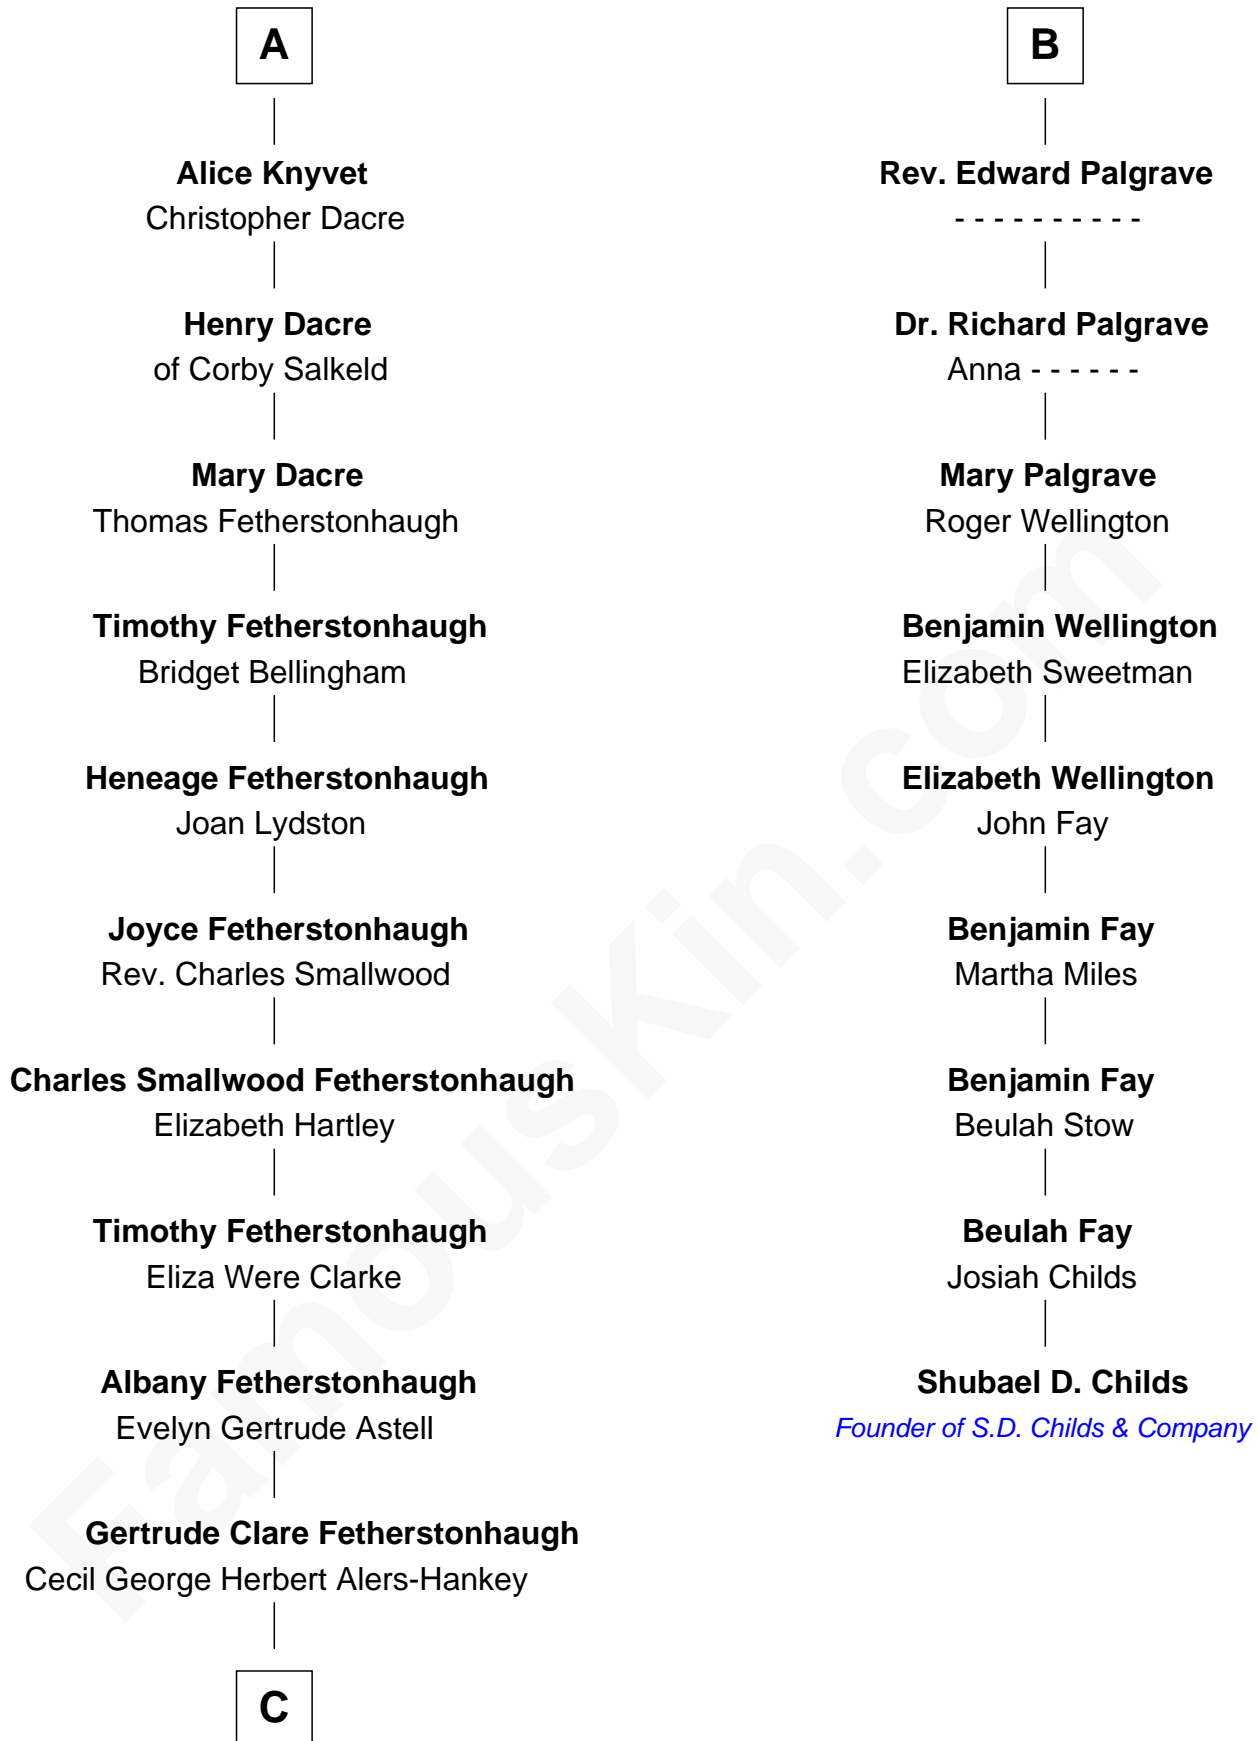 A
Alice Knyvet
Christopher Dacre
Henry Dacre
of Corby Salkeld
Mary Dacre
Thomas Fetherstonhaugh
Timothy Fetherstonhaugh
Bridget Bellingham
Heneage Fetherstonhaugh
Joan Lydston
Joyce Fetherstonhaugh
Rev. Charles Smallwood
Charles Smallwood Fetherstonhaugh
Elizabeth Hartley
Timothy Fetherstonhaugh
Eliza Were Clarke
Albany Fetherstonhaugh
Evelyn Gertrude Astell
Gertrude Clare Fetherstonhaugh
Cecil George Herbert Alers-Hankey
C
B
Rev. Edward Palgrave
- - - - - - - - - -
Dr. Richard Palgrave
Anna - - - - - -
Mary Palgrave
Roger Wellington
Benjamin Wellington
Elizabeth Sweetman
Elizabeth Wellington
John Fay
Benjamin Fay
Martha Miles
Benjamin Fay
Beulah Stow
Beulah Fay
Josiah Childs
Shubael D. Childs
Founder of S.D. Childs & Company
FamousKin.com